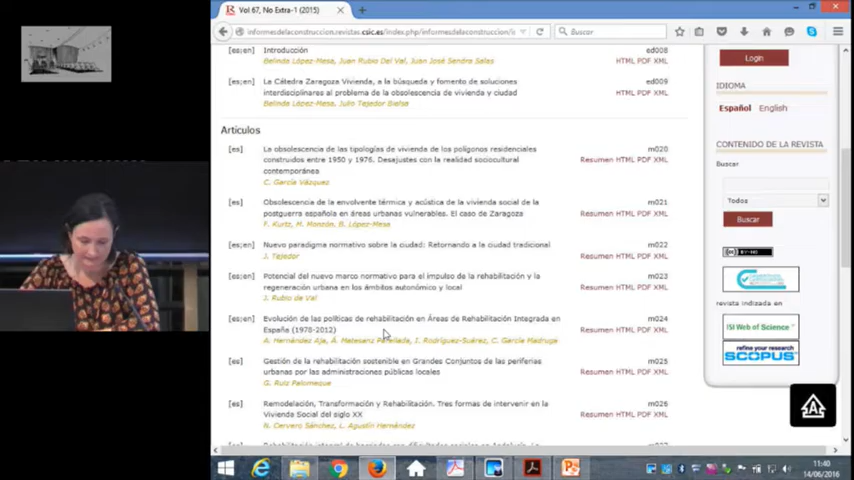 Vol 67, No Extra-1 (2015)
informesdelaconstruccion.revistas.csic.es/index.php/informesdelaconstruccion/is
Buscar
[es;en] Introducción ed008
Belinda López-Mesa, Juan Rubio Del Val, Juan José Sendra Salas HTML PDF XML
[es;en] La Cátedra Zaragoza Vivienda, a la búsqueda y fomento de soluciones ed009
interdisciplinares al problema de la obsolescencia de vivienda y ciudad HTML PDF XML
Belinda López-Mesa, Julio Tejedor Bielsa
Artículos
[es] La obsolescencia de las tipologías de vivienda de los polígonos residenciales m020
construidos entre 1950 y 1976. Desajustes con la realidad sociocultural Resumen HTML PDF XML
contemporánea
C. García Vázquez
[es] Obsolescencia de la envolvente térmica y acústica de la vivienda social de la m021
postguerra española en áreas urbanas vulnerables. El caso de Zaragoza Resumen HTML PDF XML
F. Kurtz, M. Monzón, B. López-Mesa
[es;en] Nuevo paradigma normativo sobre la ciudad: Retornando a la ciudad tradicional m022
J. Tejedor Resumen HTML PDF XML
[es;en] Potencial del nuevo marco normativo para el impulso de la rehabilitación y la m023
regeneración urbana en los ámbitos autonómico y local Resumen HTML PDF XML
J. Rubio de Val
[es;en] Evolución de las políticas de rehabilitación en Áreas de Rehabilitación Integrada en m024
España (1978-2012) Resumen HTML PDF XML
A. Hernández Aja, Á. Matesanz Parellada, I. Rodríguez-Suárez, C. García Madruga
[es] Gestión de la rehabilitación sostenible en Grandes Conjuntos de las periferias m025
urbanas por las administraciones públicas locales Resumen HTML PDF XML
G. Ruiz Palomeque
[es] Remodelación, Transformación y Rehabilitación. Tres formas de intervenir en la m026
Vivienda Social del siglo XX Resumen HTML PDF XML
N. Cervero Sánchez, L. Agustín Hernández
Login
IDIOMA
Español English
CONTENIDO DE LA REVISTA
Buscar
Todos
Buscar
revista indizada en
ISI Web of Science
refine your research
SCOPUS
11:40
14/06/2016